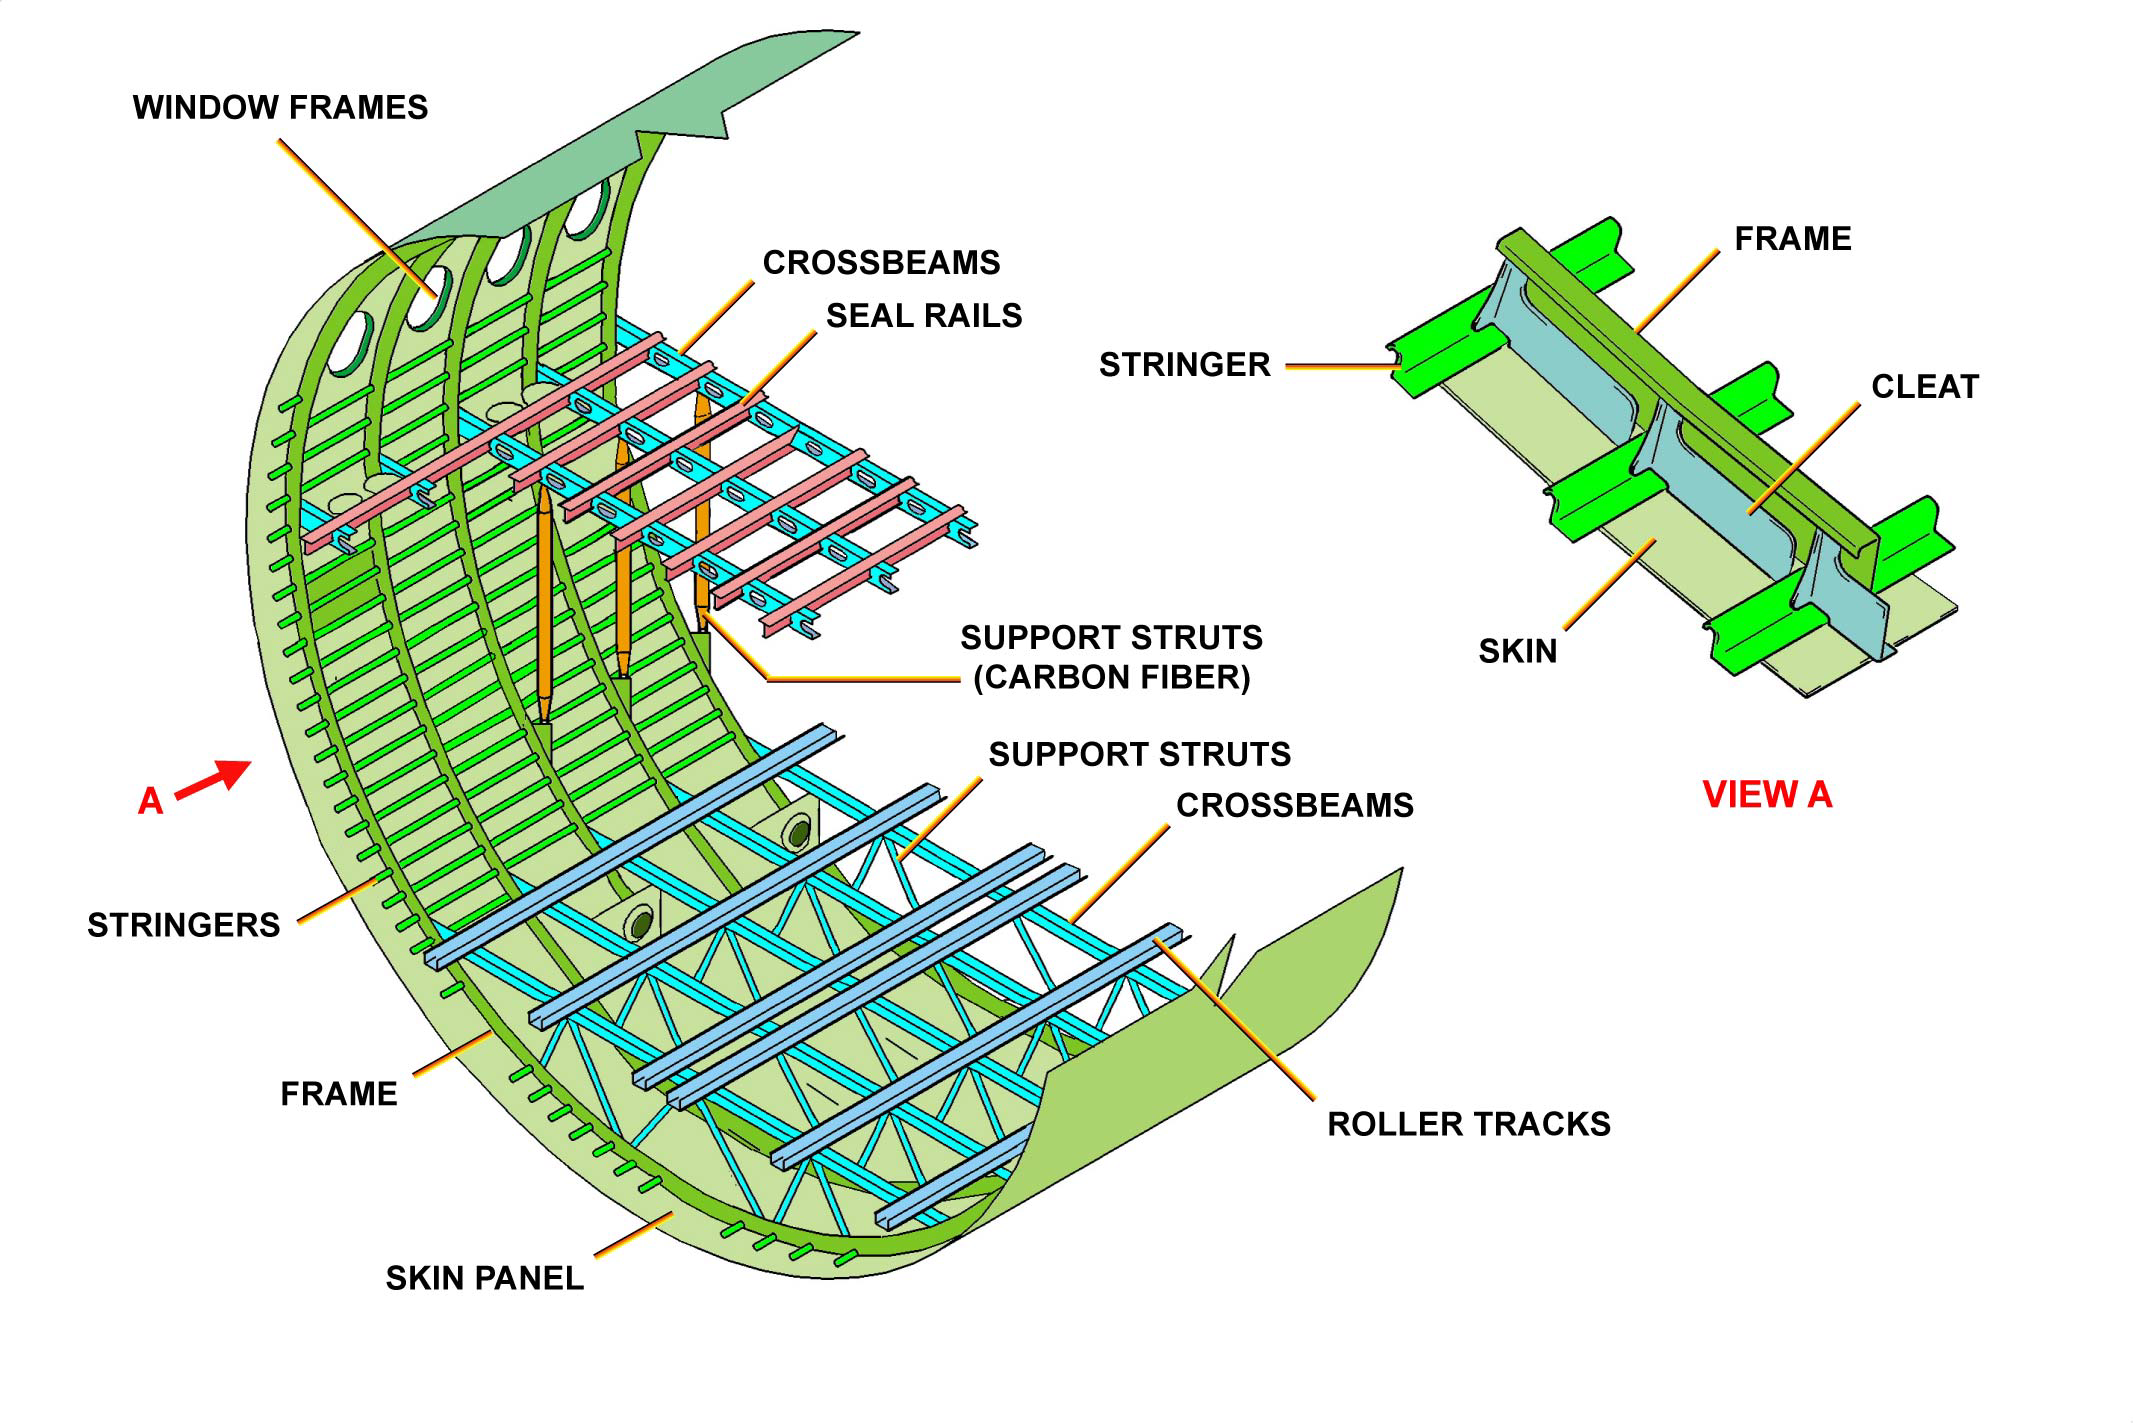 WINDOW FRAMES
CROSSBEAMS
SEAL RAILS
SUPPORT STRUTS
(CARBON FIBER)
SUPPORT STRUTS
CROSSBEAMS
A
STRINGERS
FRAME
SKIN PANEL
ROLLER TRACKS
FRAME
STRINGER
CLEAT
SKIN
VIEW A